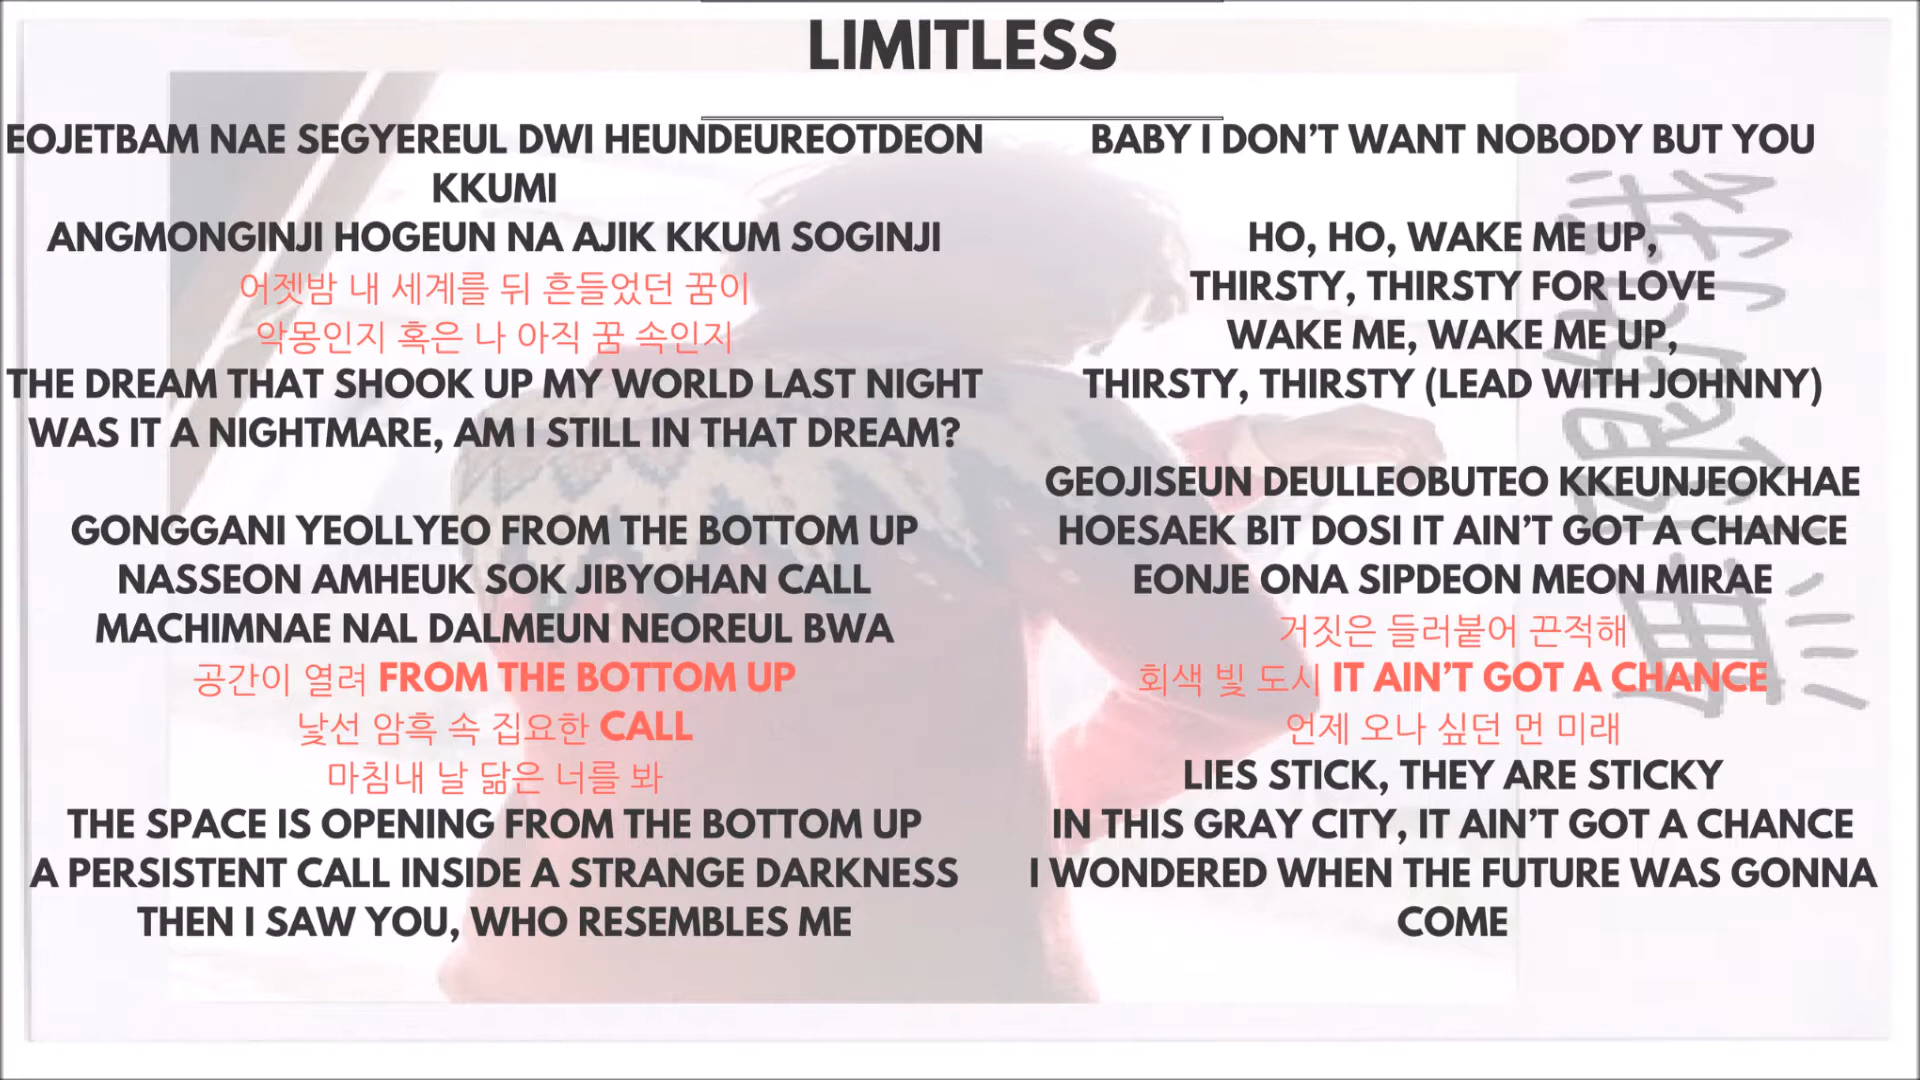 LIMITLESS
EOJETBAM NAE SEGYEREUL DWI HEUNDEUREOTDEON
KKUMI
ANGMONGINJI HOGEUN NA AJIK KKUM SOGINJI
어젯밤 내 세계를 뒤 흔들었던 꿈이
악몽인지 혹은 나 아직 꿈 속인지
THE DREAM THAT SHOOK UP MY WORLD LAST NIGHT
WAS IT A NIGHTMARE, AM I STILL IN THAT DREAM?
GONGGANI YEOLLYEO FROM THE BOTTOM UP
NASSEON AMHEUK SOK JIBYOHAN CALL
MACHIMNAE NAL DALMEUN NEOREUL BWA
공간이 열려 FROM THE BOTTOM UP
낯선 암흑 속 집요한 CALL
마침내 날 닮은 너를 봐
THE SPACE IS OPENING FROM THE BOTTOM UP
A PERSISTENT CALL INSIDE A STRANGE DARKNESS
THEN I SAW YOU, WHO RESEMBLES ME
BABY I DON’T WANT NOBODY BUT YOU
HO, HO, WAKE ME UP,
THIRSTY, THIRSTY FOR LOVE
WAKE ME, WAKE ME UP,
THIRSTY, THIRSTY (LEAD WITH JOHNNY)
GEOJISEUN DEULLEOBUTEO KKEUNJEOKHAE
HOESAEK BIT DOSI IT AIN’T GOT A CHANCE
EONJE ONA SIPDEON MEON MIRAE
거짓은 들러붙어 끈적해
회색 빛 도시 IT AIN’T GOT A CHANCE
언제 오나 싶던 먼 미래
LIES STICK, THEY ARE STICKY
IN THIS GRAY CITY, IT AIN’T GOT A CHANCE
I WONDERED WHEN THE FUTURE WAS GONNA
COME